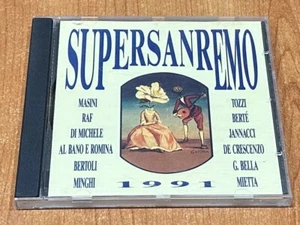 SUPERSANREMO
MASINI
RAF
DI MICHELE
AL BANO E ROMINA
BERTOLI
MINGHI
TOZZI
BERTÉ
JANNACCI
DE CRESCENZO
G. BELLA
MIETTA
1991